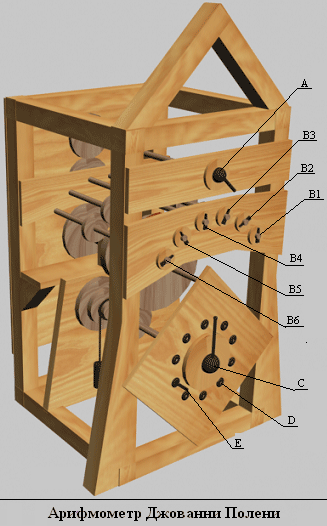 A
B3
B2
B1
B4
B5
B6
C
D
E
Арифмометр Джованни Полени